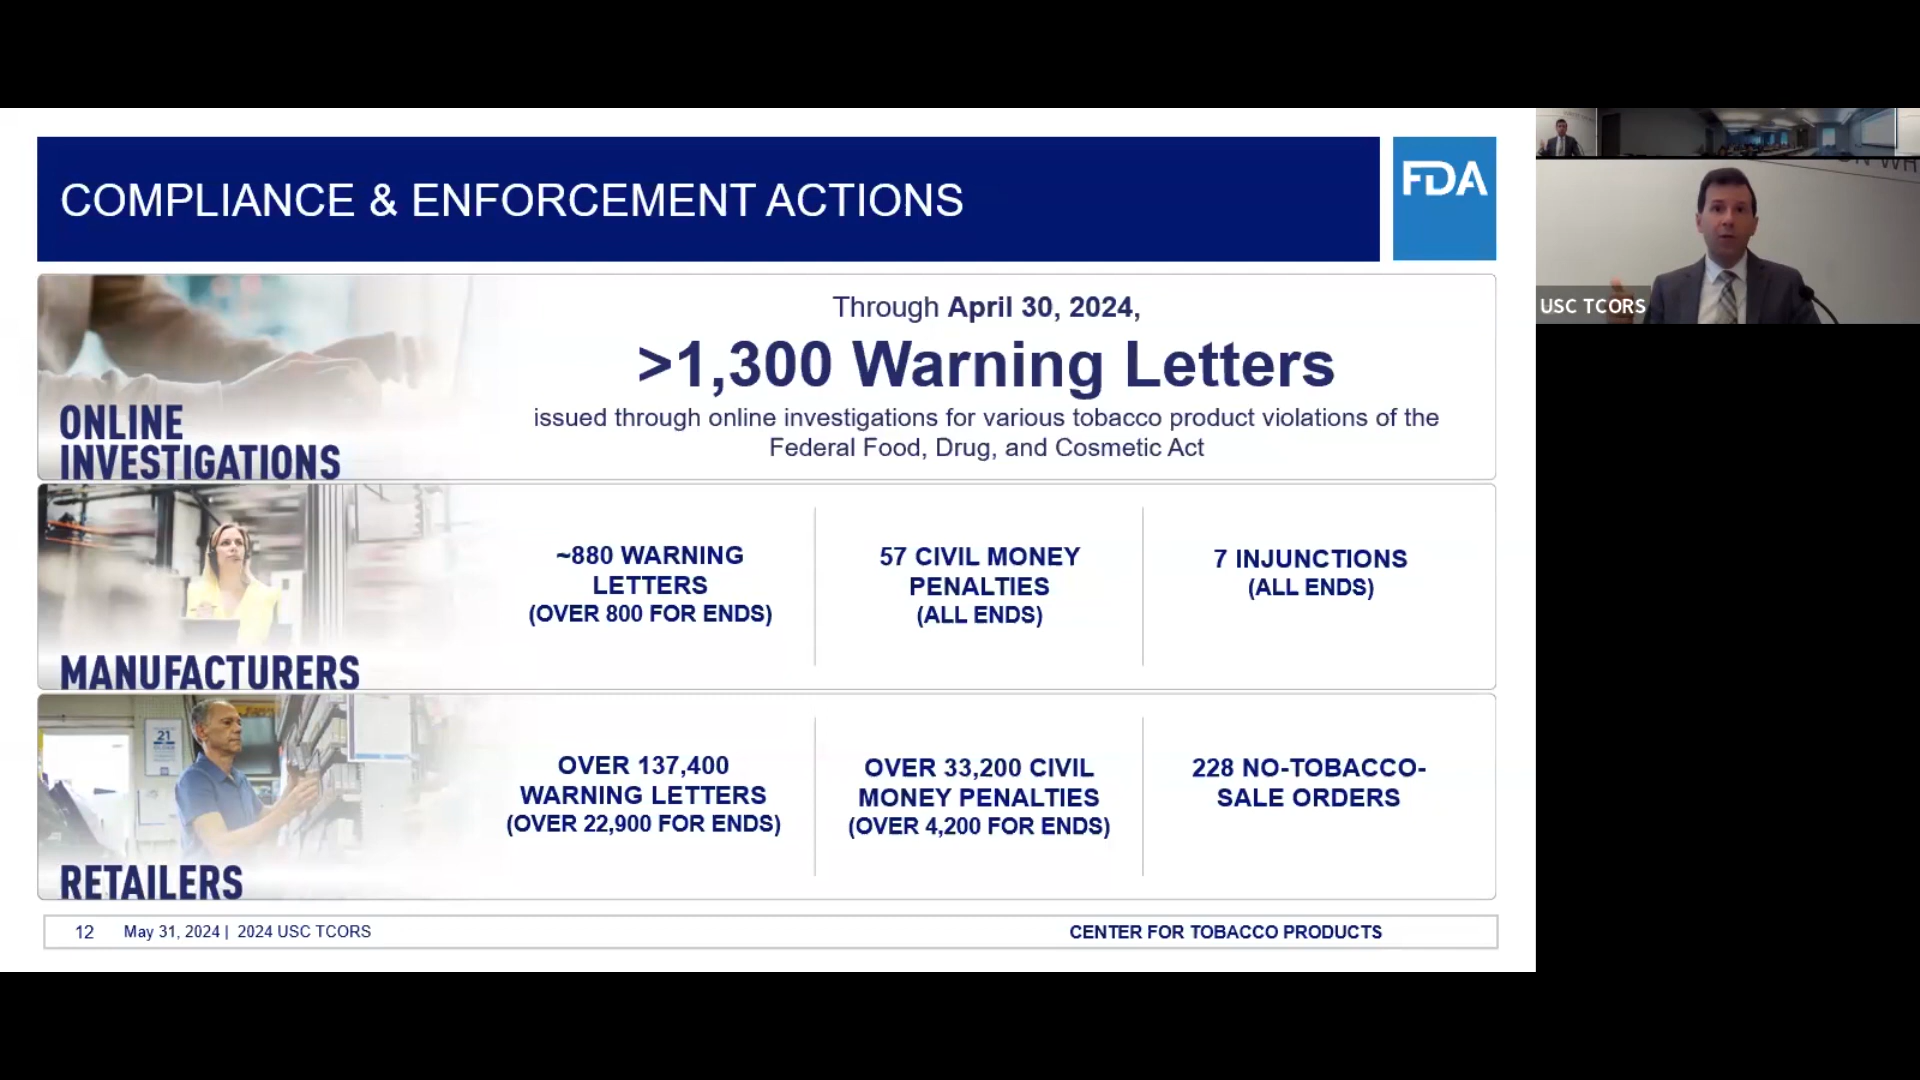 COMPLIANCE & ENFORCEMENT ACTIONS
FDA
Through April 30, 2024,
>1,300 Warning Letters
issued through online investigations for various tobacco product violations of the
Federal Food, Drug, and Cosmetic Act
ONLINE
INVESTIGATIONS
~880 WARNING
LETTERS
(OVER 800 FOR ENDS)
57 CIVIL MONEY
PENALTIES
(ALL ENDS)
7 INJUNCTIONS
(ALL ENDS)
MANUFACTURERS
21
OVER 137,400
WARNING LETTERS
(OVER 22,900 FOR ENDS)
OVER 33,200 CIVIL
MONEY PENALTIES
(OVER 4,200 FOR ENDS)
228 NO-TOBACCO-
SALE ORDERS
RETAILERS
12 May 31, 2024 | 2024 USC TCORS
CENTER FOR TOBACCO PRODUCTS
USC TCORS